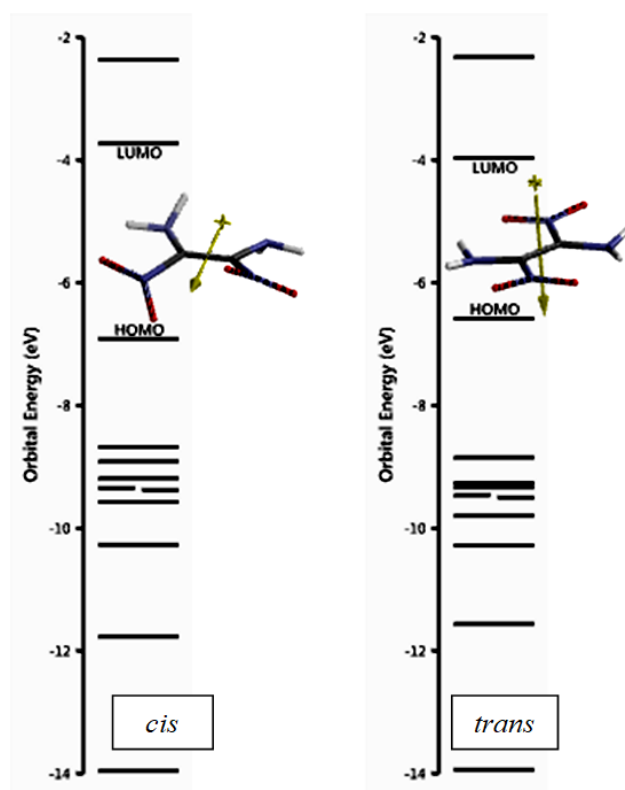 Orbital Energy (eV)
-2
-4
-6
-8
-10
-12
-14
LUMO
HOMO
cis
Orbital Energy (eV)
-2
-4
-6
-8
-10
-12
-14
LUMO
HOMO
trans